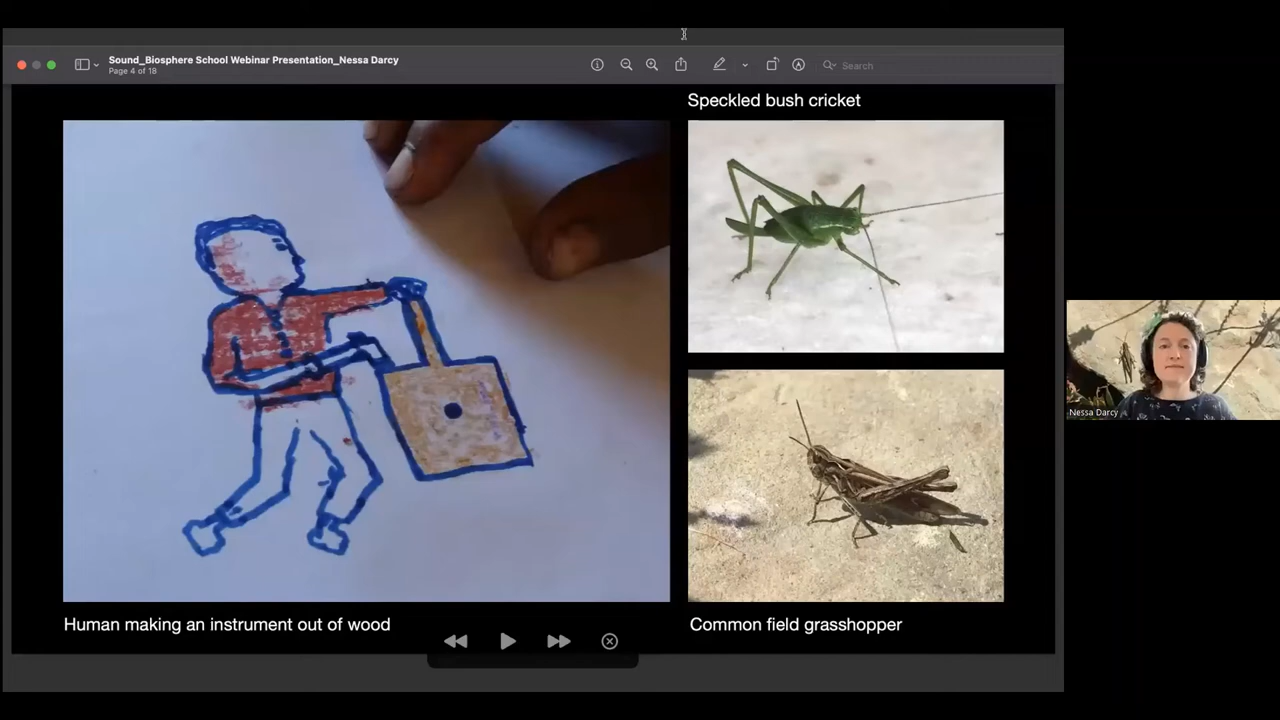 Sound_Biosphere School Webinar Presentation_Nessa Darcy
Page 4 of 18
Search
Speckled bush cricket
Human making an instrument out of wood
Common field grasshopper
Nessa Darcy